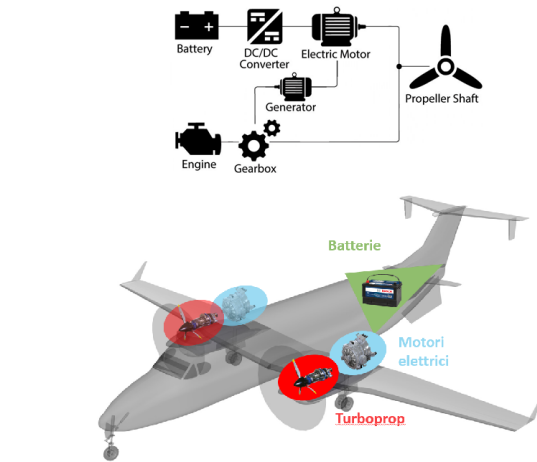 Battery
DC/DC
Converter
Electric Motor
Propeller Shaft
Generator
Engine
Gearbox
Batterie
Motori
elettrici
Turboprop